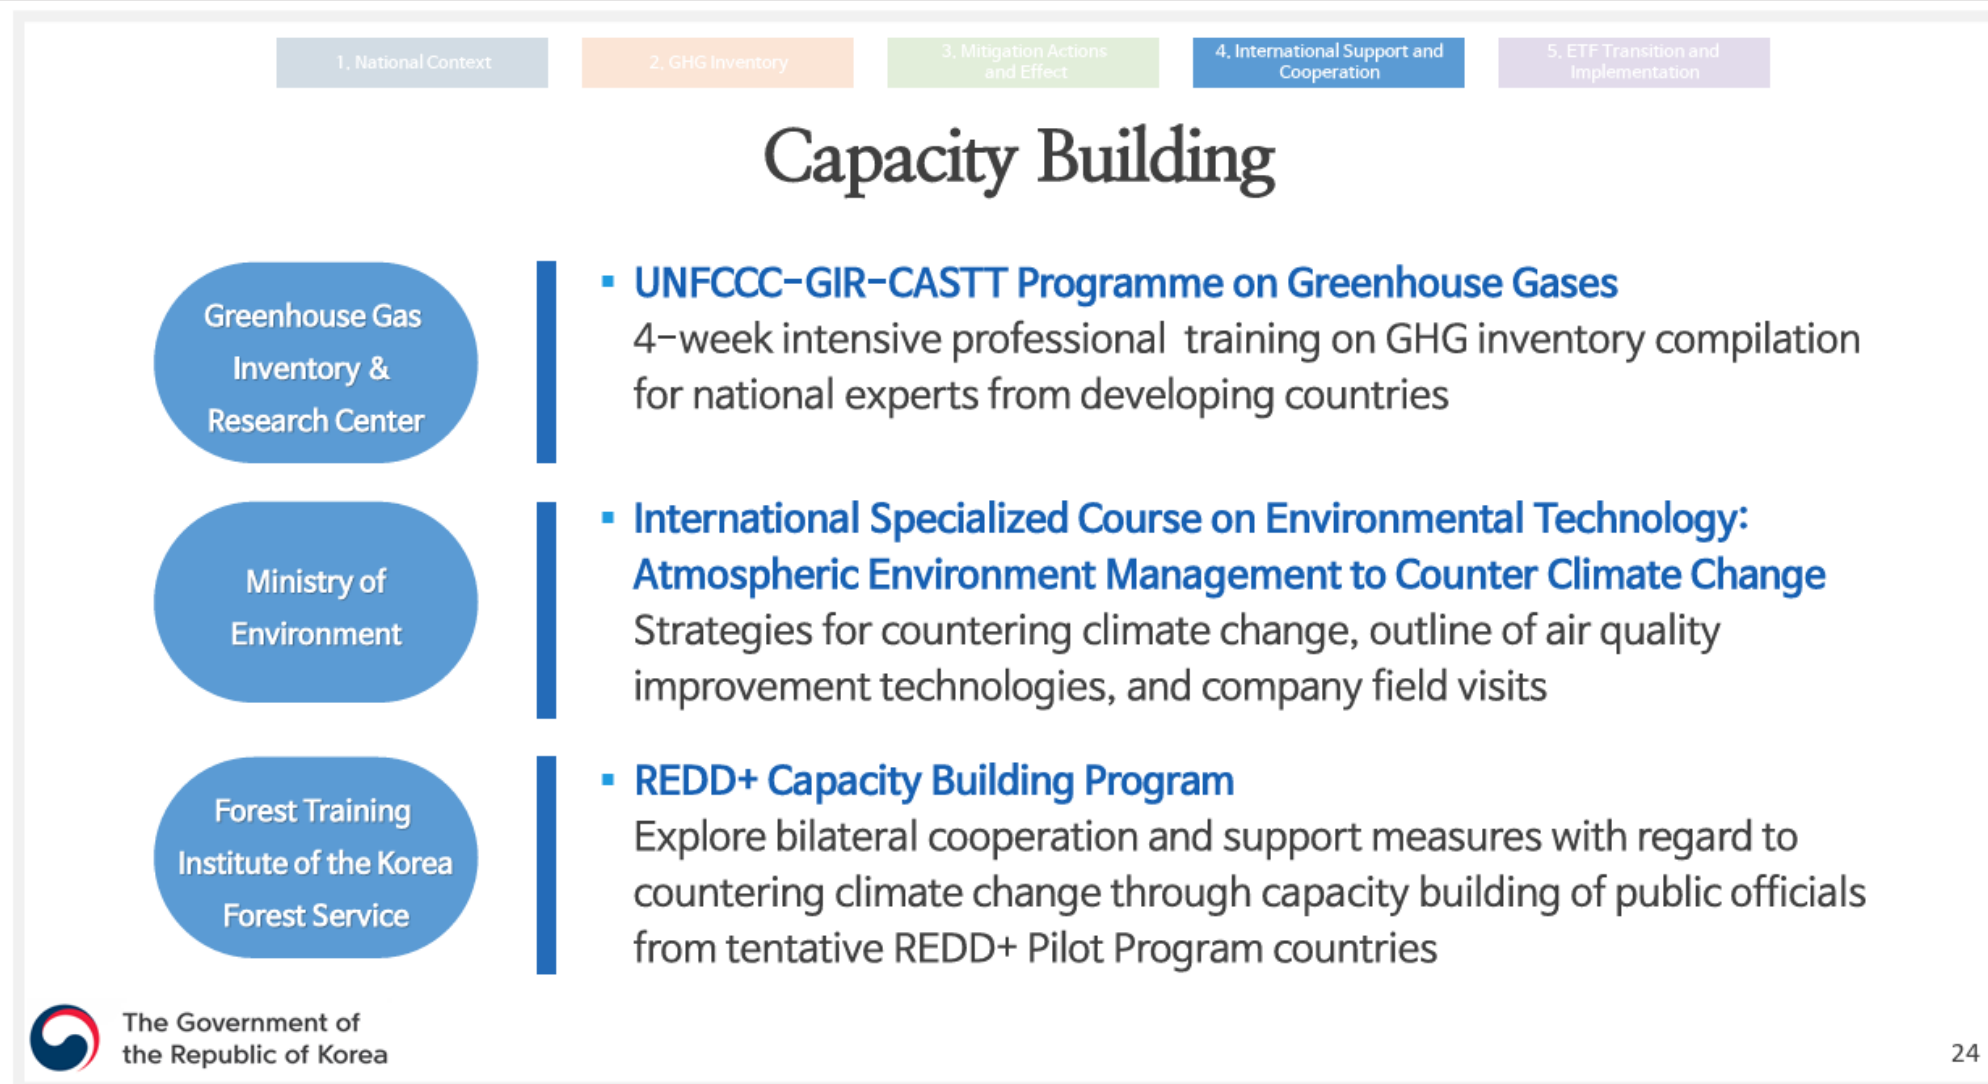 1. National Context
2. GHG Inventory
3. Mitigation Actions
and Effect
4. International Support and
Cooperation
5. ETF Transition and
Implementation
Capacity Building
Greenhouse Gas
Inventory &
Research Center
▪ UNFCCC-GIR-CASTT Programme on Greenhouse Gases
4-week intensive professional training on GHG inventory compilation
for national experts from developing countries
Ministry of
Environment
▪ International Specialized Course on Environmental Technology:
Atmospheric Environment Management to Counter Climate Change
Strategies for countering climate change, outline of air quality
improvement technologies, and company field visits
Forest Training
Institute of the Korea
Forest Service
▪ REDD+ Capacity Building Program
Explore bilateral cooperation and support measures with regard to
countering climate change through capacity building of public officials
from tentative REDD+ Pilot Program countries
The Government of
the Republic of Korea
24